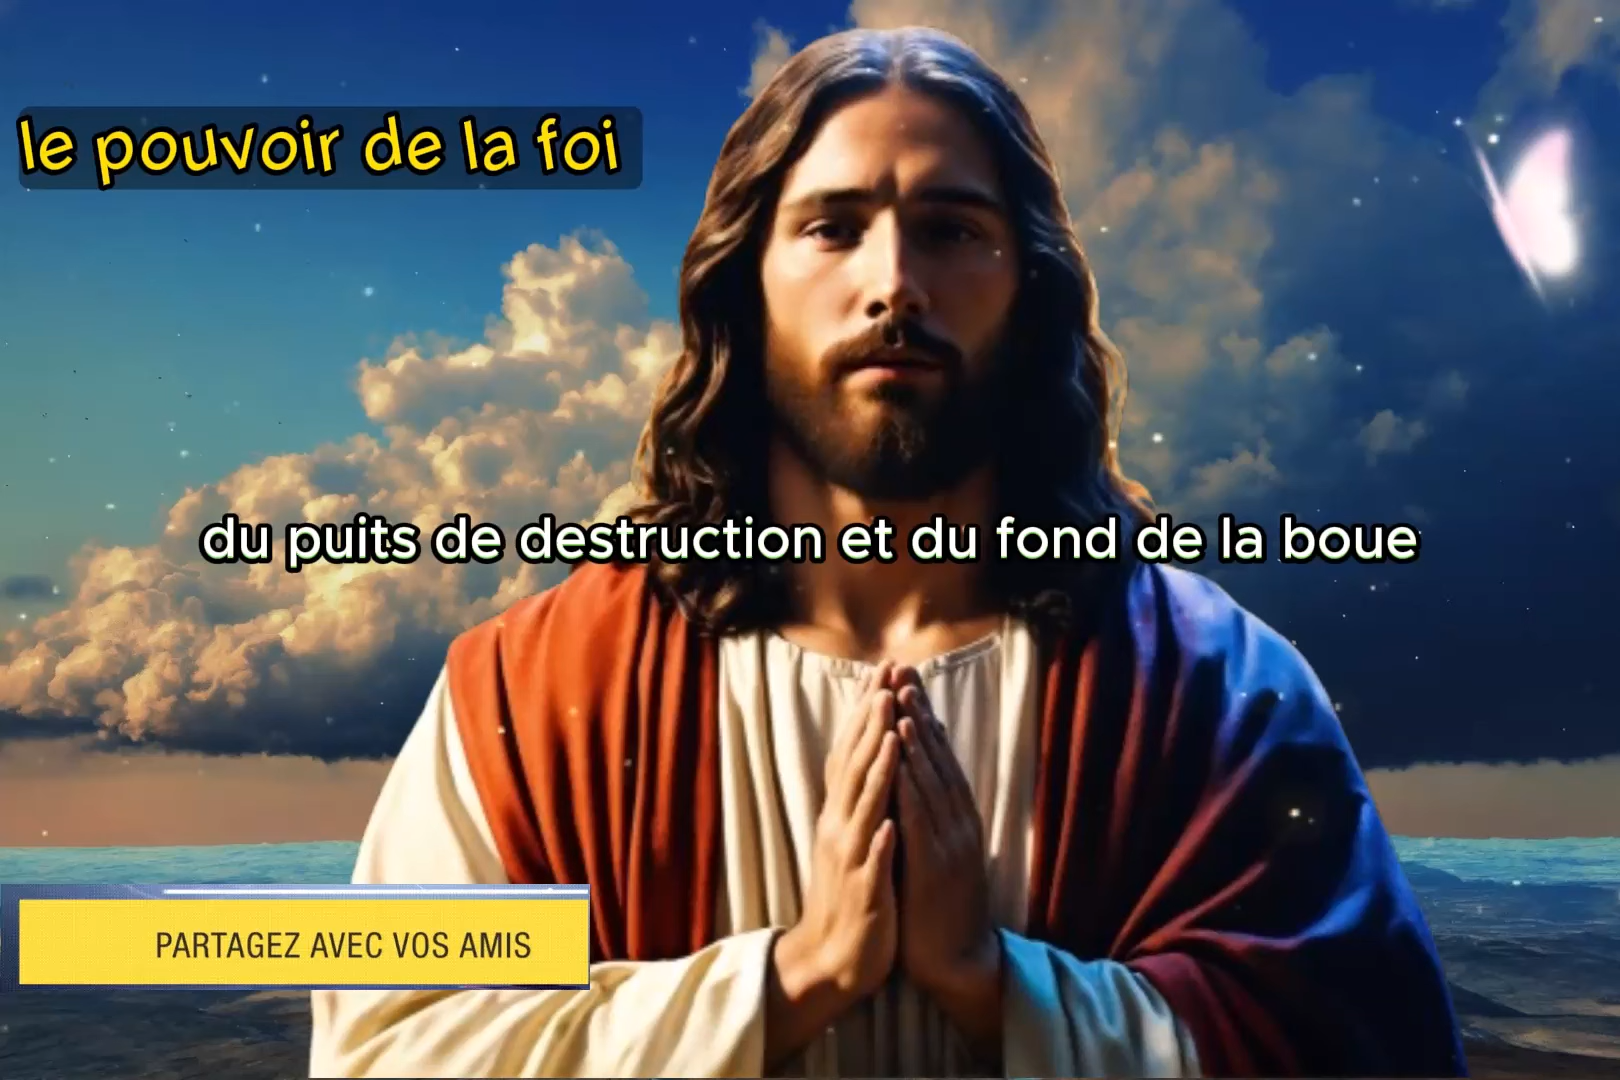 le pouvoir de la foi
du puits de destruction et du fond de la boue
PARTAGEZ AVEC VOS AMIS